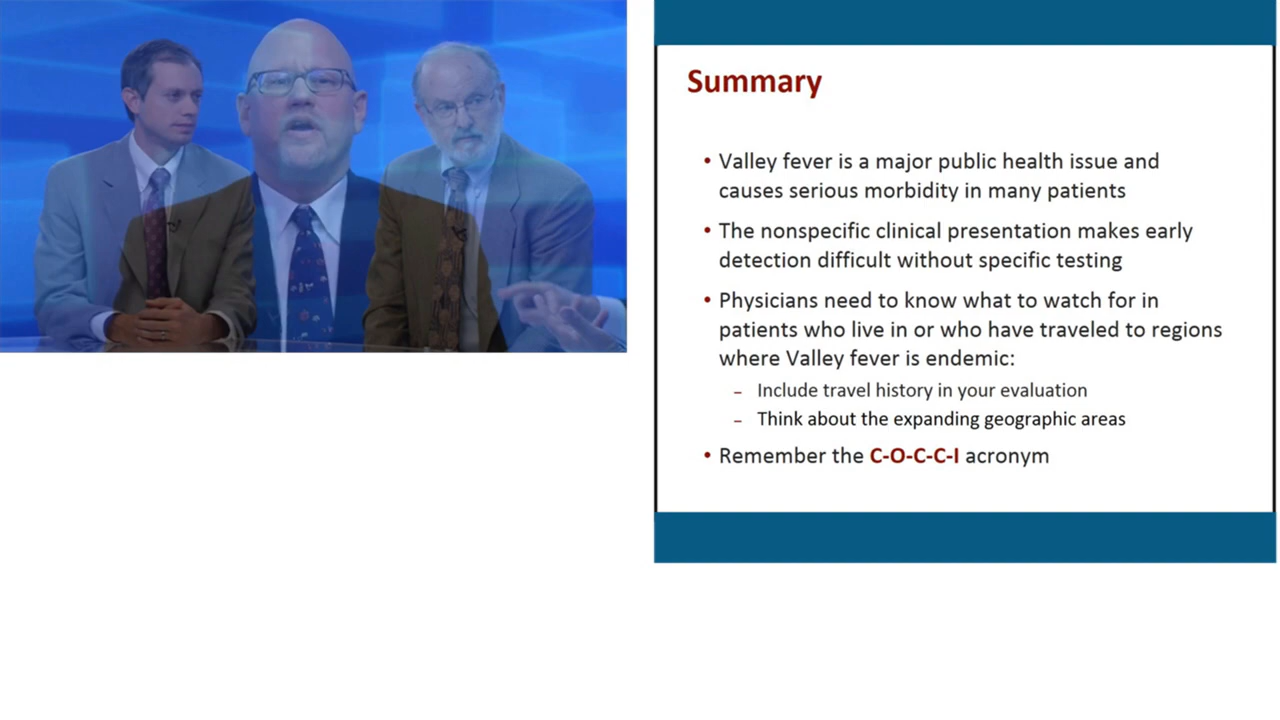 Summary
• Valley fever is a major public health issue and
causes serious morbidity in many patients
• The nonspecific clinical presentation makes early
detection difficult without specific testing
• Physicians need to know what to watch for in
patients who live in or who have traveled to regions
where Valley fever is endemic:
– Include travel history in your evaluation
– Think about the expanding geographic areas
• Remember the C-O-C-C-I acronym